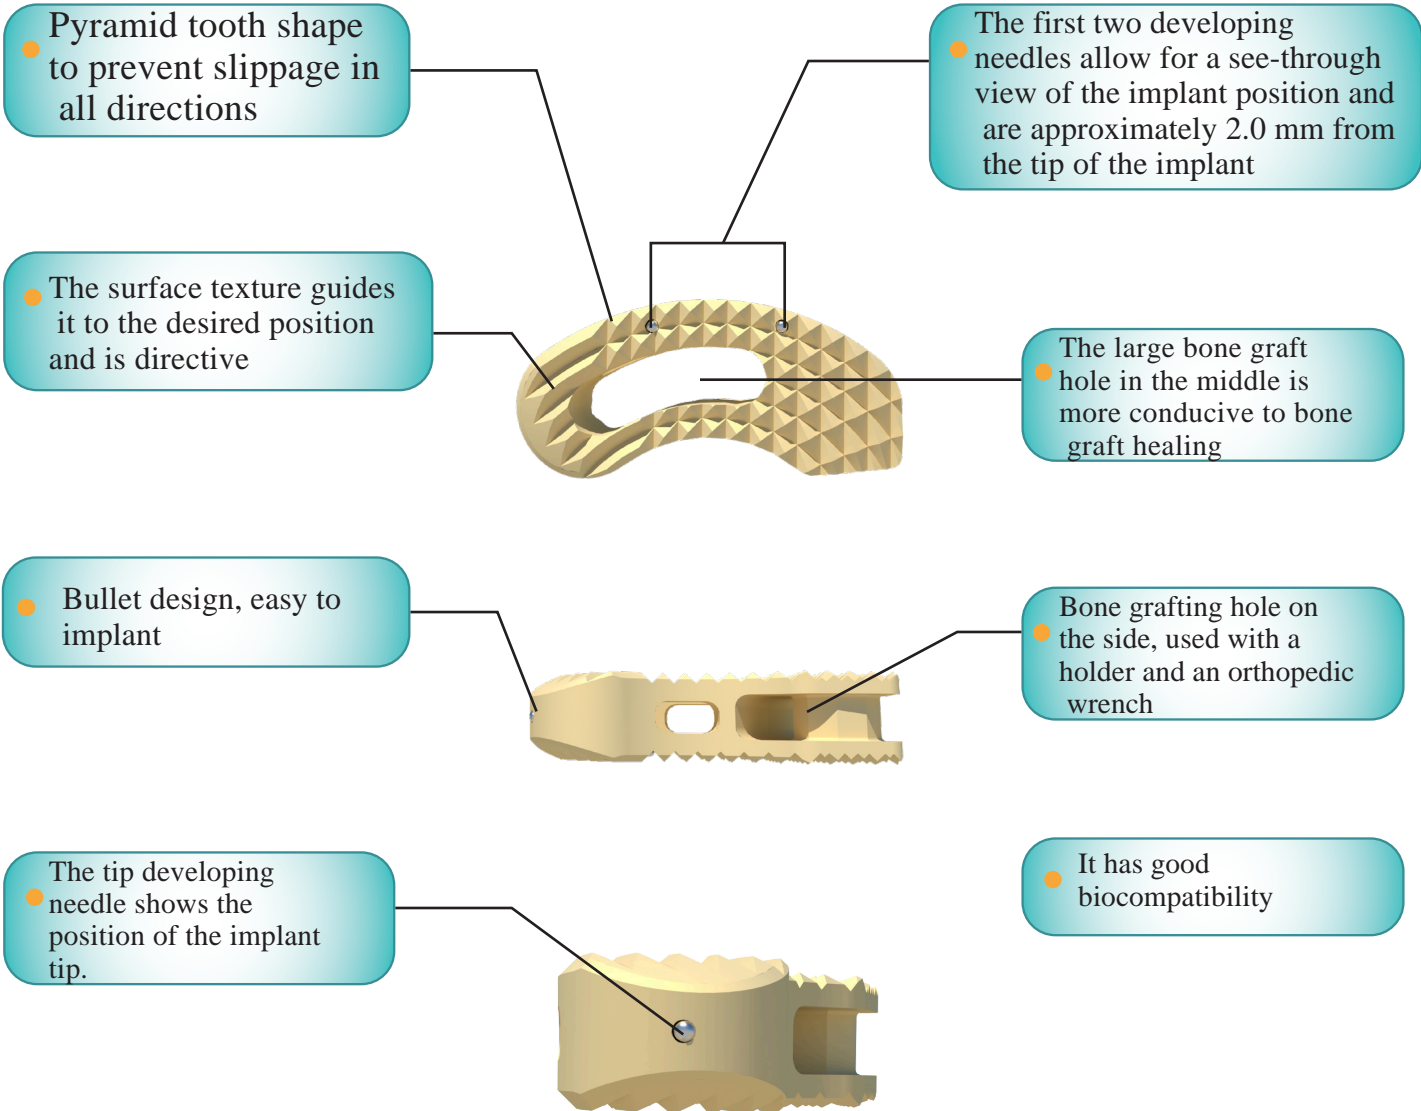 Pyramid tooth shape
to prevent slippage in
all directions
The first two developing
needles allow for a see-through
view of the implant position and
are approximately 2.0 mm from
the tip of the implant
The surface texture guides
it to the desired position
and is directive
The large bone graft
hole in the middle is
more conducive to bone
graft healing
Bullet design, easy to
implant
Bone grafting hole on
the side, used with a
holder and an orthopedic
wrench
The tip developing
needle shows the
position of the implant
tip.
It has good
biocompatibility